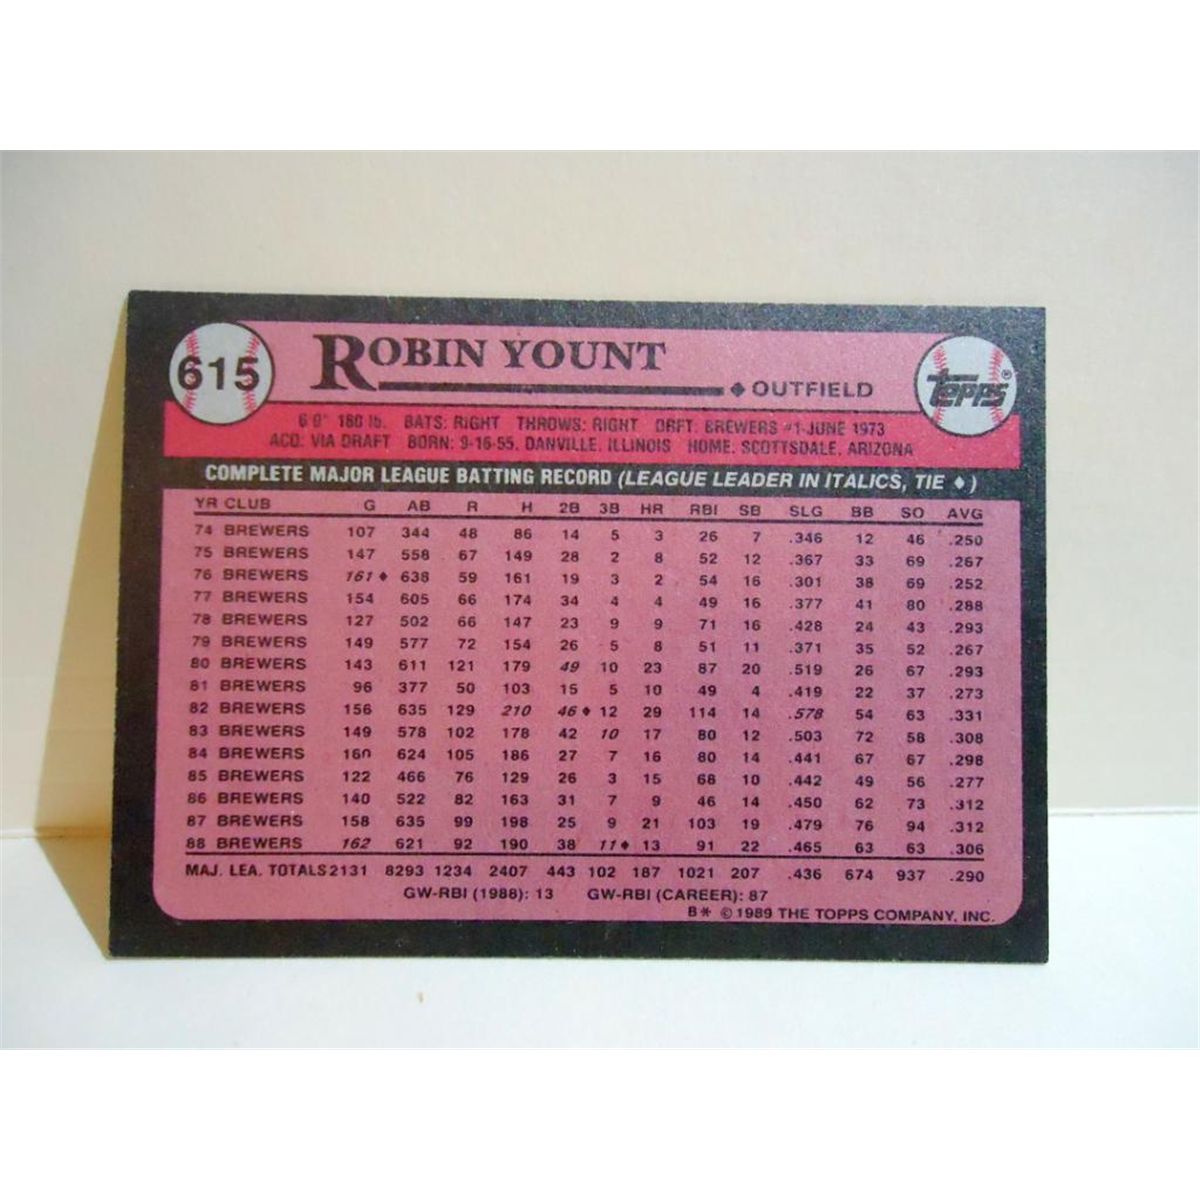 615
ROBIN YOUNT
OUTFIELD
TOPPS®
180 lb. BATS: RIGHT THROWS: RIGHT DRFT: BREWERS #1-JUNE 1973
ACQ: VIA DRAFT BORN: 9-16-55, DANVILLE, ILLINOIS HOME: SCOTTSDALE, ARIZONA
COMPLETE MAJOR LEAGUE BATTING RECORD (LEAGUE LEADER IN ITALICS, TIE ♦)
YR CLUB G AB R H 2B 3B HR RBI SB SLG BB SO AVG
74 BREWERS 107 344 48 86 14 5 3 26 7 .346 12 46 .250
75 BREWERS 147 558 67 149 28 2 8 52 12 .367 33 69 .267
76 BREWERS 161♦ 638 59 161 19 3 2 54 16 .301 38 69 .252
77 BREWERS 154 605 66 174 34 4 4 49 16 .377 41 80 .288
78 BREWERS 127 502 66 147 23 9 9 71 16 .428 24 43 .293
79 BREWERS 149 577 72 154 26 5 8 51 11 .371 35 52 .267
80 BREWERS 143 611 121 179 49 10 23 87 20 .519 26 67 .293
81 BREWERS 96 377 50 103 15 5 10 49 4 .419 22 37 .273
82 BREWERS 156 635 129 210 46♦ 12 29 114 14 .578 54 63 .331
83 BREWERS 149 578 102 178 42 10 17 80 12 .503 72 58 .308
84 BREWERS 160 624 105 186 27 7 16 80 14 .441 67 67 .298
85 BREWERS 122 466 76 129 26 3 15 68 10 .442 49 56 .277
86 BREWERS 140 522 82 163 31 7 9 46 14 .450 62 73 .312
87 BREWERS 158 635 99 198 25 9 21 103 19 .479 76 94 .312
88 BREWERS 162 621 92 190 38 11♦ 13 91 22 .465 63 63 .306
MAJ. LEA. TOTALS 2131 8293 1234 2407 443 102 187 1021 207 .436 674 937 .290
GW-RBI (1988): 13 GW-RBI (CAREER): 87
B* © 1989 THE TOPPS COMPANY, INC.